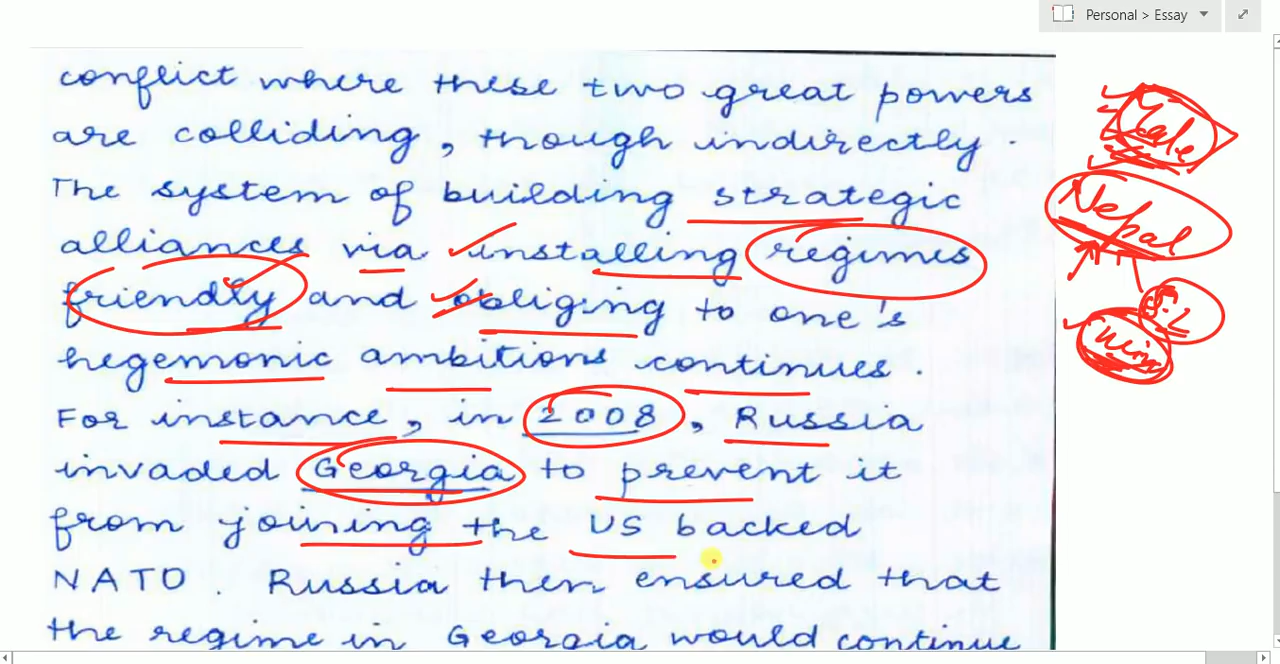 Personal > Essay
conflict where these two great powers
are colliding, though indirectly.
The system of building strategic
alliances via installing regimes
friendly and obliging to one's
hegemonic ambitions continues.
For instance, in 2008, Russia
invaded Georgia to prevent it
from youning the US backed
NATO. Russia then ensured that
the regime in Georgia would continue
Male
Nepal
S.L